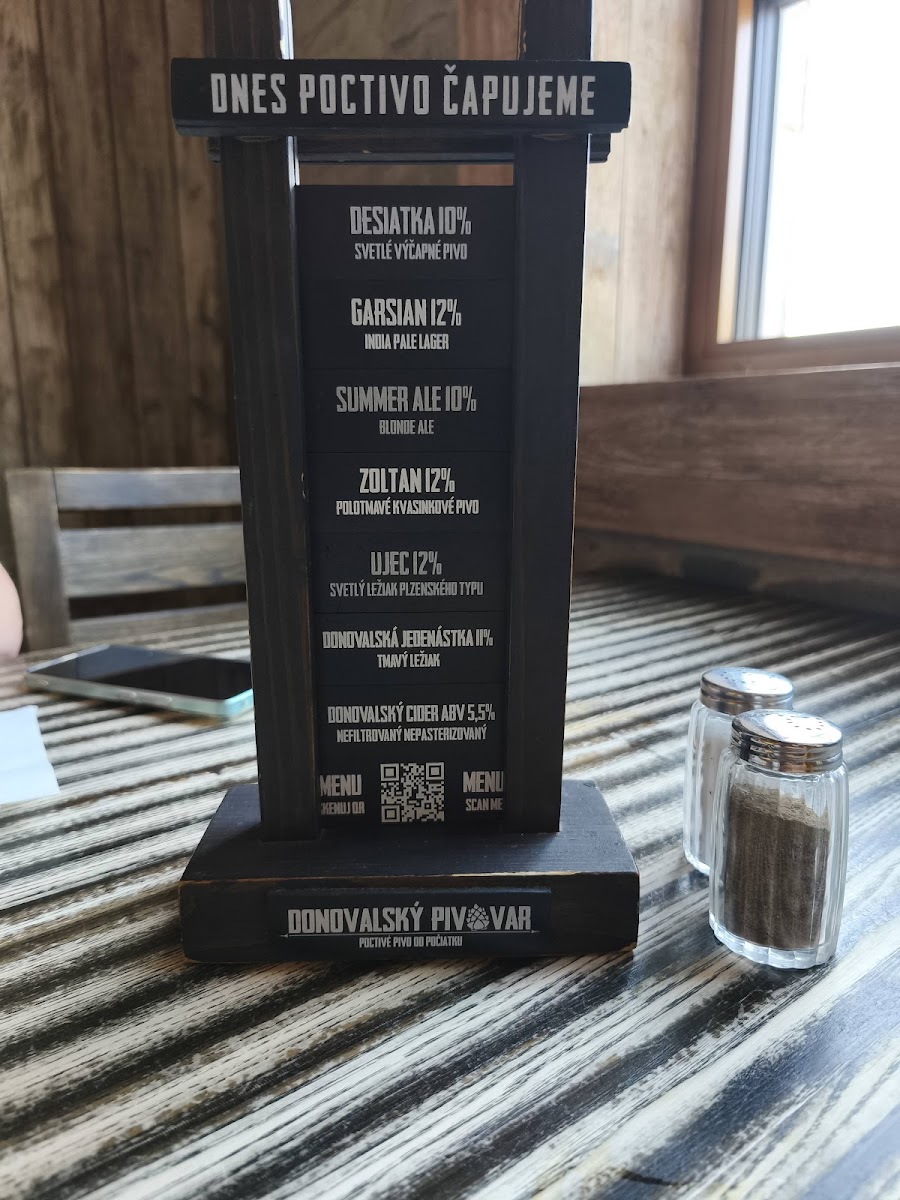 DNES POCTIVO ČAPUJEME
DESIATKA 10%
SVETLÉ VÝČAPNÉ PIVO
GARSIAN 12%
INDIA PALE LAGER
SUMMER ALE 10%
BLONDE ALE
ZOLTAN 12%
POLOTMAVÉ KVASINKOVÉ PIVO
UJEC 12%
SVETLÝ LEŽIAK PLZENSKÉHO TYPU
DONOVALSKÁ JEDENÁSTKA 11%
TMAVÝ LEŽIAK
DONOVALSKÝ CIDER ABV 5,5%
NEFILTROVANÝ NEPASTERIZOVANÝ
MENU MENU
KENUJ QR SCAN ME
DONOVALSKÝ PIVOVAR
POCTIVÉ PIVO OD POČIATKU